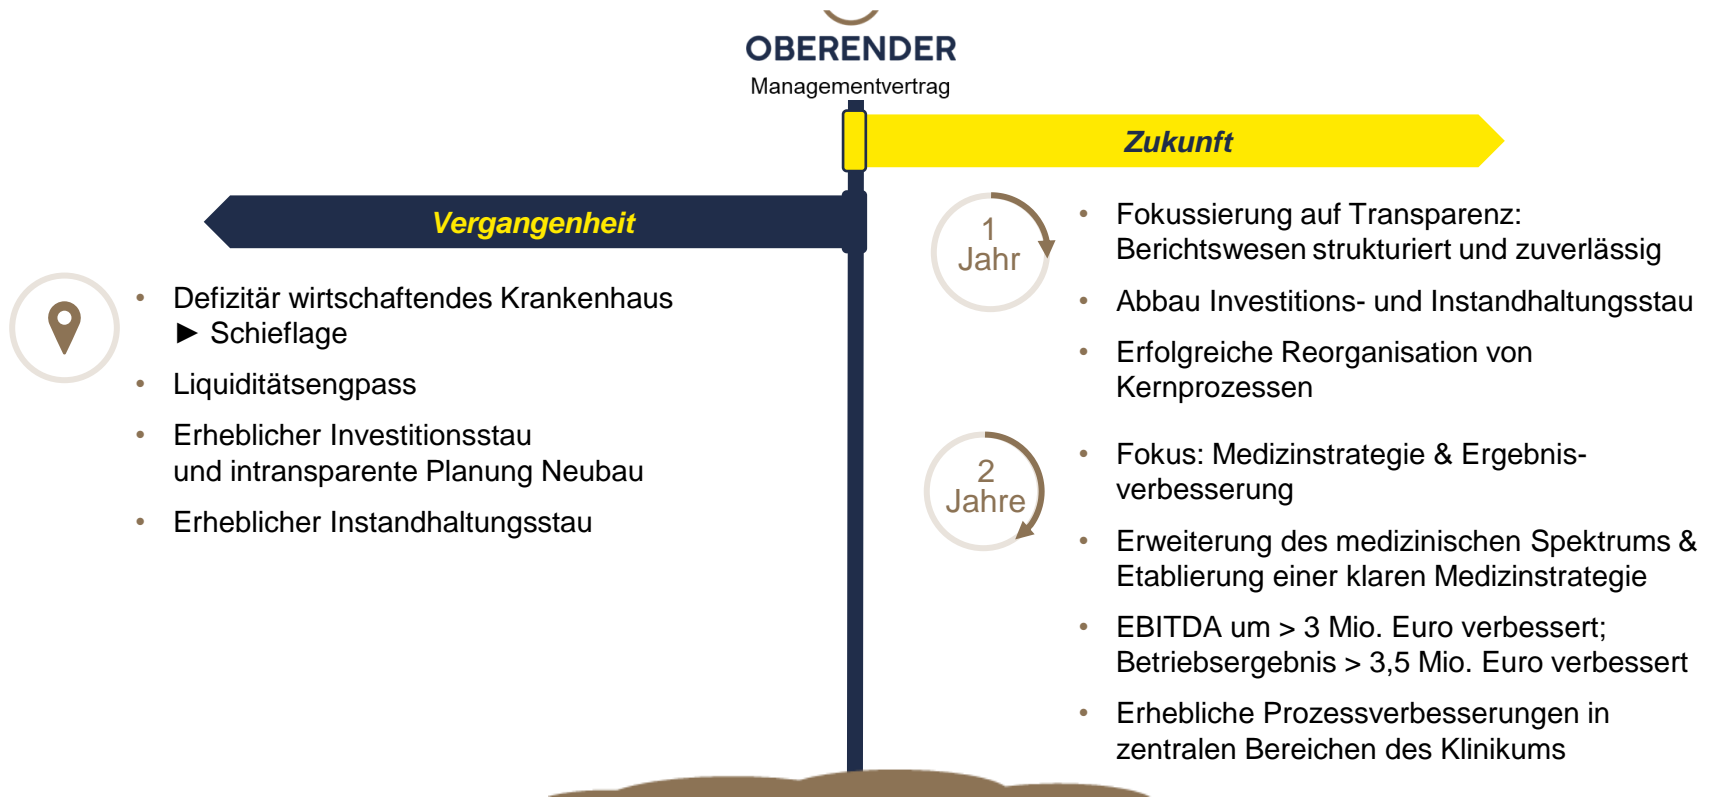 OBERENDER
Managementvertrag
Zukunft
Vergangenheit
• Defizitär wirtschaftendes Krankenhaus
► Schieflage
• Liquiditätsengpass
• Erheblicher Investitionsstau
und intransparente Planung Neubau
• Erheblicher Instandhaltungsstau
1
Jahr
• Fokussierung auf Transparenz:
Berichtswesen strukturiert und zuverlässig
• Abbau Investitions- und Instandhaltungsstau
• Erfolgreiche Reorganisation von
Kernprozessen
2
Jahre
• Fokus: Medizinstrategie & Ergebnis-
verbesserung
• Erweiterung des medizinischen Spektrums &
Etablierung einer klaren Medizinstrategie
• EBITDA um > 3 Mio. Euro verbessert;
Betriebsergebnis > 3,5 Mio. Euro verbessert
• Erhebliche Prozessverbesserungen in
zentralen Bereichen des Klinikums